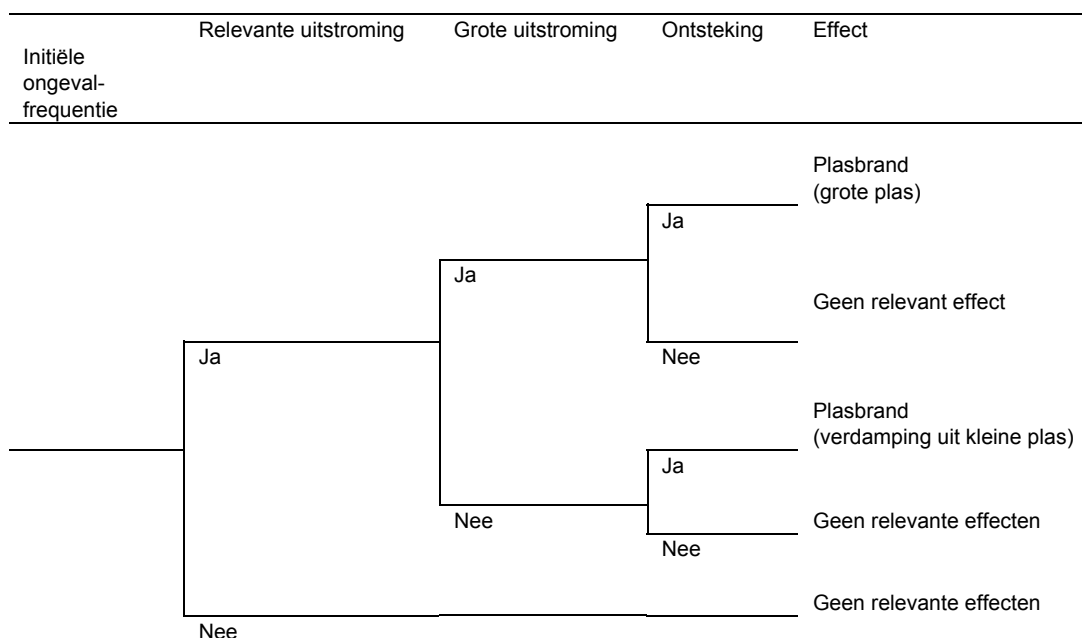 Relevante uitstroming Grote uitstroming Ontsteking Effect
Initiële
ongeval-
frequentie
Plasbrand
(grote plas)
Ja
Ja
Geen relevant effect
Ja
Nee
Plasbrand
(verdamping uit kleine plas)
Ja
Nee
Geen relevante effecten
Nee
Geen relevante effecten
Nee